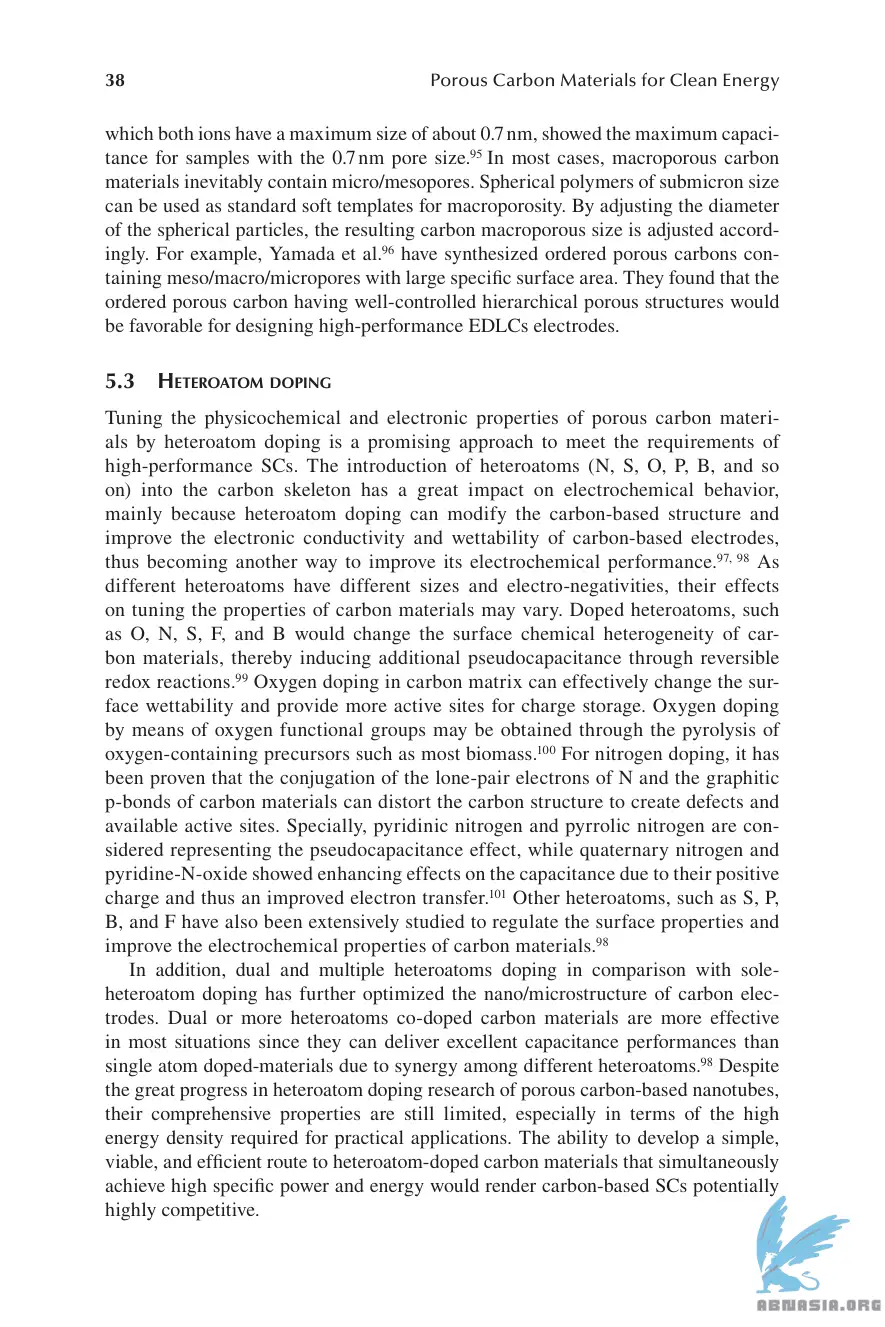 38 Porous Carbon Materials for Clean Energy
which both ions have a maximum size of about 0.7 nm, showed the maximum capaci-
tance for samples with the 0.7 nm pore size.95 In most cases, macroporous carbon
materials inevitably contain micro/mesopores. Spherical polymers of submicron size
can be used as standard soft templates for macroporosity. By adjusting the diameter
of the spherical particles, the resulting carbon macroporous size is adjusted accord-
ingly. For example, Yamada et al.96 have synthesized ordered porous carbons con-
taining meso/macro/micropores with large specific surface area. They found that the
ordered porous carbon having well-controlled hierarchical porous structures would
be favorable for designing high-performance EDLCs electrodes.
5.3 Heteroatom doping
Tuning the physicochemical and electronic properties of porous carbon materi-
als by heteroatom doping is a promising approach to meet the requirements of
high-performance SCs. The introduction of heteroatoms (N, S, O, P, B, and so
on) into the carbon skeleton has a great impact on electrochemical behavior,
mainly because heteroatom doping can modify the carbon-based structure and
improve the electronic conductivity and wettability of carbon-based electrodes,
thus becoming another way to improve its electrochemical performance.97, 98 As
different heteroatoms have different sizes and electro-negativities, their effects
on tuning the properties of carbon materials may vary. Doped heteroatoms, such
as O, N, S, F, and B would change the surface chemical heterogeneity of car-
bon materials, thereby inducing additional pseudocapacitance through reversible
redox reactions.99 Oxygen doping in carbon matrix can effectively change the sur-
face wettability and provide more active sites for charge storage. Oxygen doping
by means of oxygen functional groups may be obtained through the pyrolysis of
oxygen-containing precursors such as most biomass.100 For nitrogen doping, it has
been proven that the conjugation of the lone-pair electrons of N and the graphitic
p-bonds of carbon materials can distort the carbon structure to create defects and
available active sites. Specially, pyridinic nitrogen and pyrrolic nitrogen are con-
sidered representing the pseudocapacitance effect, while quaternary nitrogen and
pyridine-N-oxide showed enhancing effects on the capacitance due to their positive
charge and thus an improved electron transfer.101 Other heteroatoms, such as S, P,
B, and F have also been extensively studied to regulate the surface properties and
improve the electrochemical properties of carbon materials.98
In addition, dual and multiple heteroatoms doping in comparison with sole-
heteroatom doping has further optimized the nano/microstructure of carbon elec-
trodes. Dual or more heteroatoms co-doped carbon materials are more effective
in most situations since they can deliver excellent capacitance performances than
single atom doped-materials due to synergy among different heteroatoms.98 Despite
the great progress in heteroatom doping research of porous carbon-based nanotubes,
their comprehensive properties are still limited, especially in terms of the high
energy density required for practical applications. The ability to develop a simple,
viable, and efficient route to heteroatom-doped carbon materials that simultaneously
achieve high specific power and energy would render carbon-based SCs potentially
highly competitive.
ABNASIA.ORG